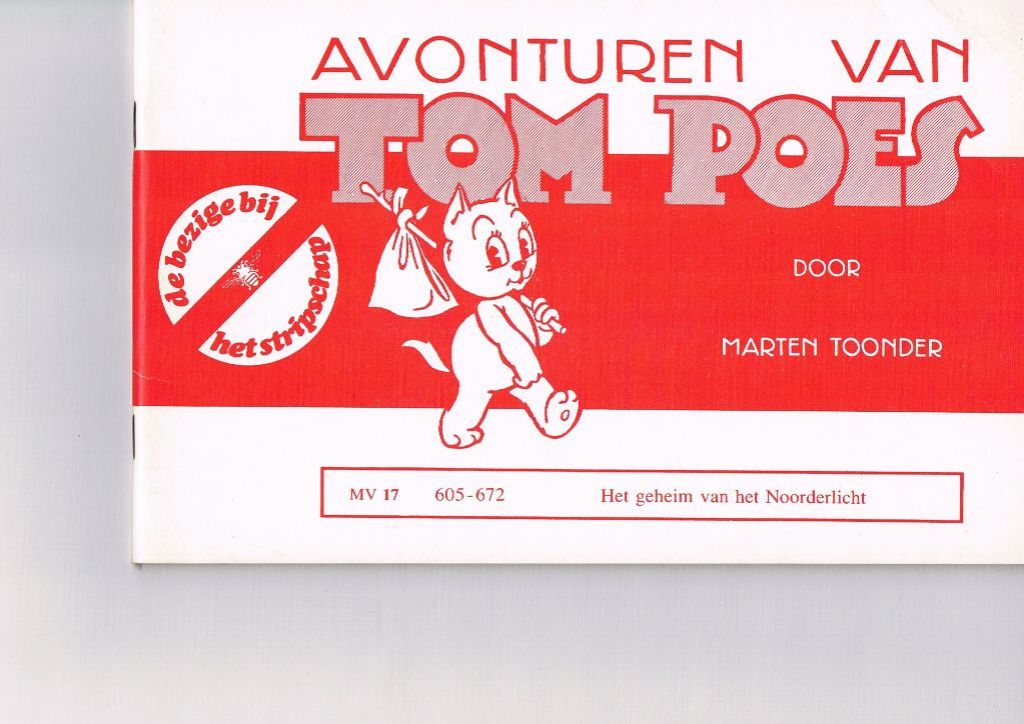 AVONTUREN VAN
TOM POES
de bezige bij
het stripschap
DOOR
MARTEN TOONDER
MV 17 605-672 Het geheim van het Noorderlicht